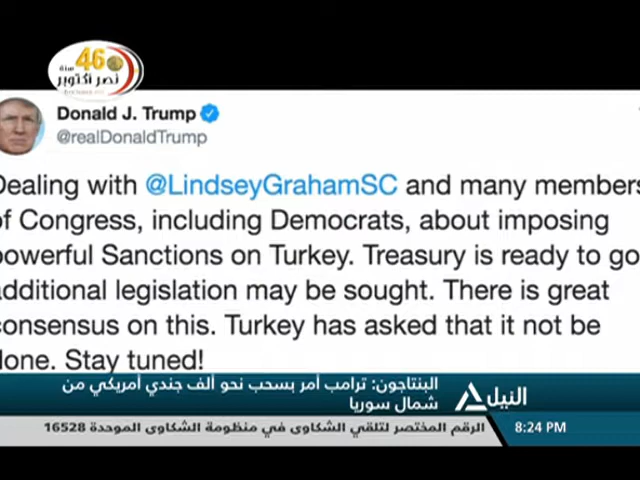 46 سنة
نصر أكتوبر
Donald J. Trump
@realDonaldTrump
Dealing with @LindseyGrahamSC and many members
of Congress, including Democrats, about imposing
powerful Sanctions on Turkey. Treasury is ready to go
additional legislation may be sought. There is great
consensus on this. Turkey has asked that it not be
done. Stay tuned!
البنتاجون: ترامب أمر بسحب نحو ألف جندي أمريكي من
شمال سوريا
النيل
الرقم المختصر لتلقي الشكاوى في منظومة الشكاوى الموحدة 16528
8:24 PM